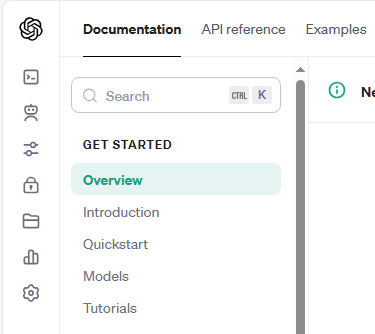 Documentation API reference Examples
Search CTRL K
Ne
GET STARTED
Overview
Introduction
Quickstart
Models
Tutorials